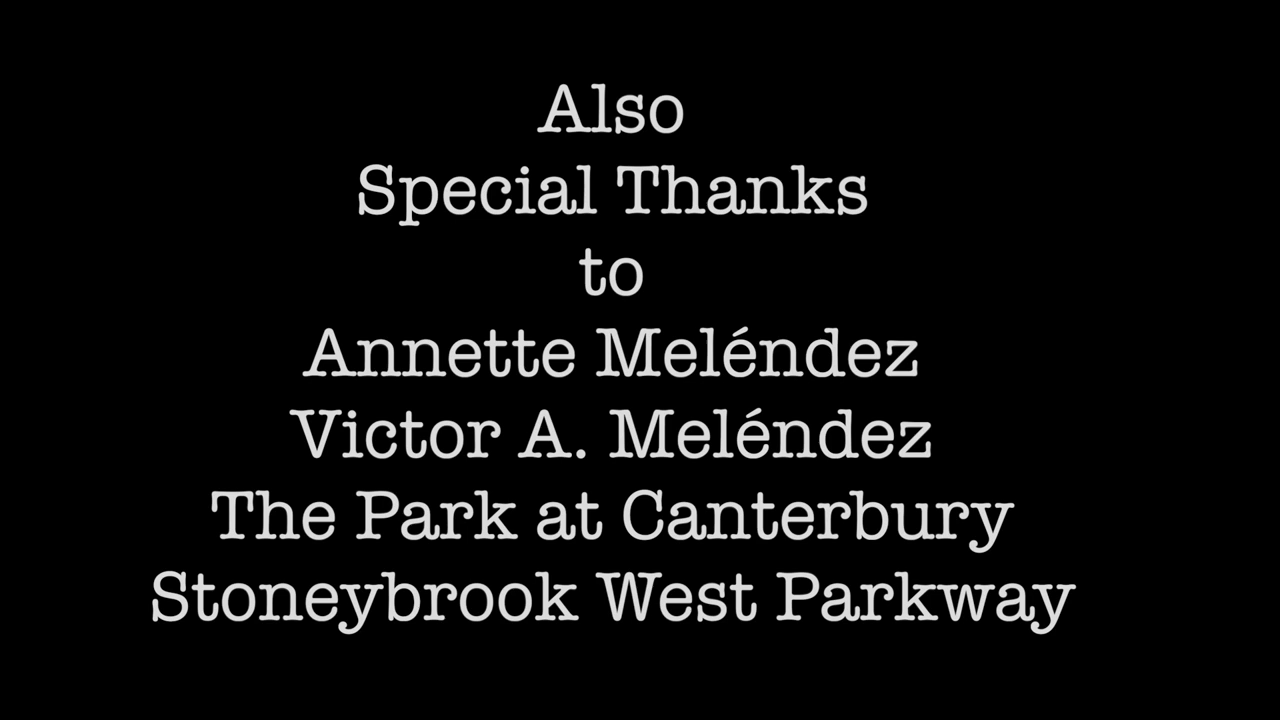 Also
Special Thanks
to
Annette Meléndez
Victor A. Meléndez
The Park at Canterbury
Stoneybrook West Parkway